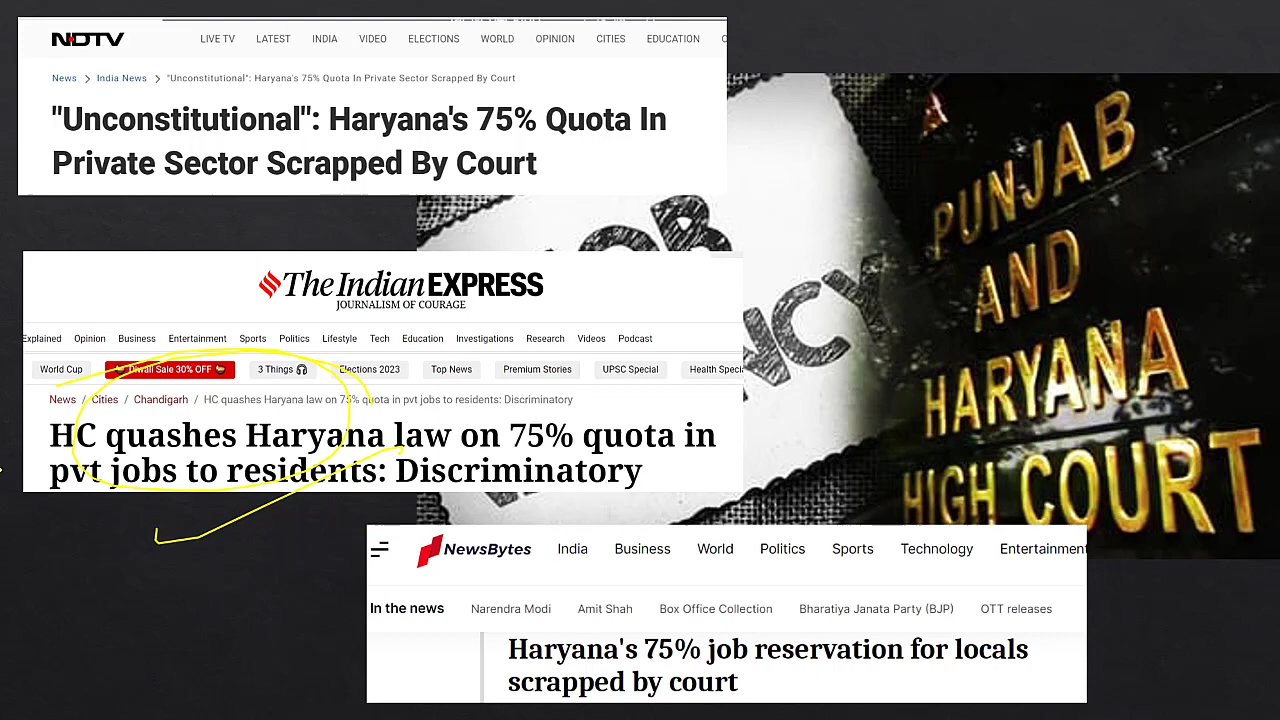 NDTV
LIVE TV LATEST INDIA VIDEO ELECTIONS WORLD OPINION CITIES EDUCATION
News > India News > "Unconstitutional": Haryana's 75% Quota In Private Sector Scrapped By Court
"Unconstitutional": Haryana's 75% Quota In
Private Sector Scrapped By Court
PUNJAB
AND
HARYANA
HIGH COURT
The Indian EXPRESS
JOURNALISM OF COURAGE
Explained Opinion Business Entertainment Sports Politics Lifestyle Tech Education Investigations Research Videos Podcast
World Cup Diwali Sale 30% OFF 3 Things Elections 2023 Top News Premium Stories UPSC Special Health Speci
News / Cities / Chandigarh / HC quashes Haryana law on 75% quota in pvt jobs to residents: Discriminatory
HC quashes Haryana law on 75% quota in
pvt jobs to residents: Discriminatory
NewsBytes India Business World Politics Sports Technology Entertainment
In the news Narendra Modi Amit Shah Box Office Collection Bharatiya Janata Party (BJP) OTT releases
Haryana's 75% job reservation for locals
scrapped by court